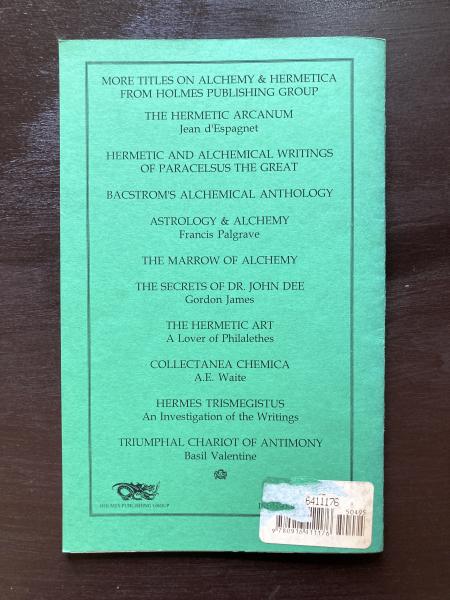 MORE TITLES ON ALCHEMY & HERMETICA
FROM HOLMES PUBLISHING GROUP
THE HERMETIC ARCANUM
Jean d'Espagnet
HERMETIC AND ALCHEMICAL WRITINGS
OF PARACELSUS THE GREAT
BACSTROM'S ALCHEMICAL ANTHOLOGY
ASTROLOGY & ALCHEMY
Francis Palgrave
THE MARROW OF ALCHEMY
THE SECRETS OF DR. JOHN DEE
Gordon James
THE HERMETIC ART
A Lover of Philalethes
COLLECTANEA CHEMICA
A.E. Waite
HERMES TRISMEGISTUS
An Investigation of the Writings
TRIUMPHAL CHARIOT OF ANTIMONY
Basil Valentine
HOLMES PUBLISHING GROUP
6411176
50495